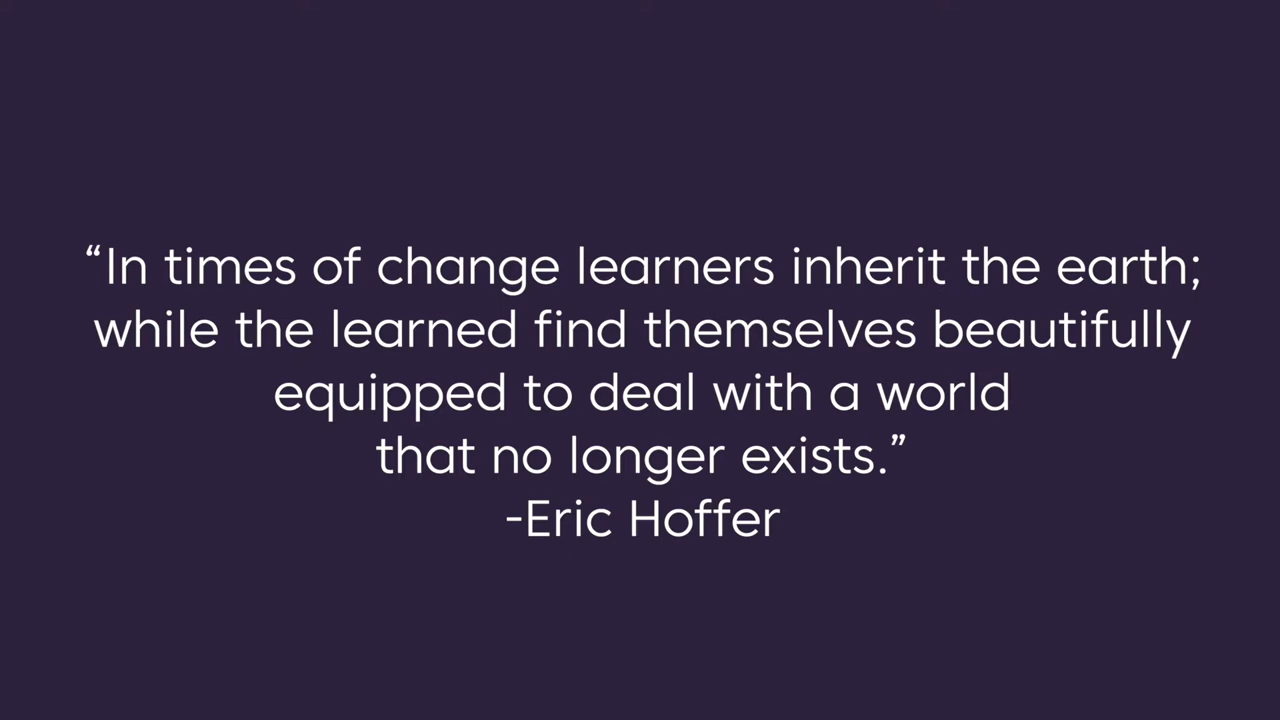 “In times of change learners inherit the earth;
while the learned find themselves beautifully
equipped to deal with a world
that no longer exists.”
-Eric Hoffer